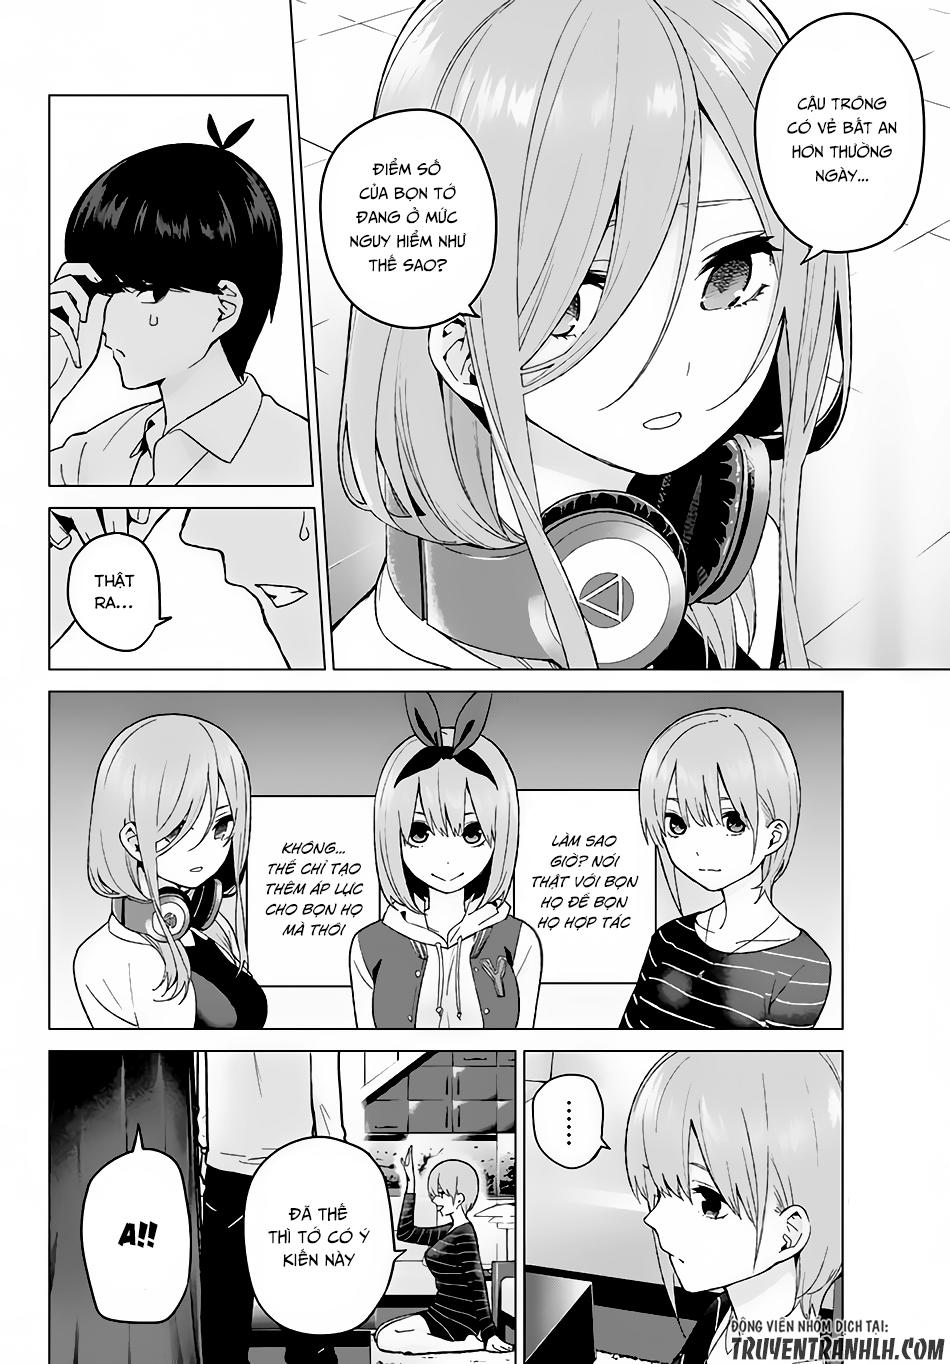 CẬU TRÔNG
CÓ VẺ BẤT AN
HƠN THƯỜNG
NGÀY...
ĐIỂM SỐ
CỦA BỌN TỚ
ĐANG Ở MỨC
NGUY HIỂM NHƯ
THẾ SAO?
THẬT
RA...
LÀM SAO
GIỜ? NÓI
THẬT VỚI BỌN
HỌ ĐỂ BỌN
HỌ HỢP TÁC
KHÔNG...
THẾ CHỈ TẠO
THÊM ÁP LỰC
CHO BỌN HỌ
MÀ THÔI
......
ĐÃ THẾ
THÌ TỚ CÓ Ý
KIẾN NÀY
A!!
ĐỘNG VIÊN NHÓM DỊCH TẠI:
TRUYENTRANHLH.COM